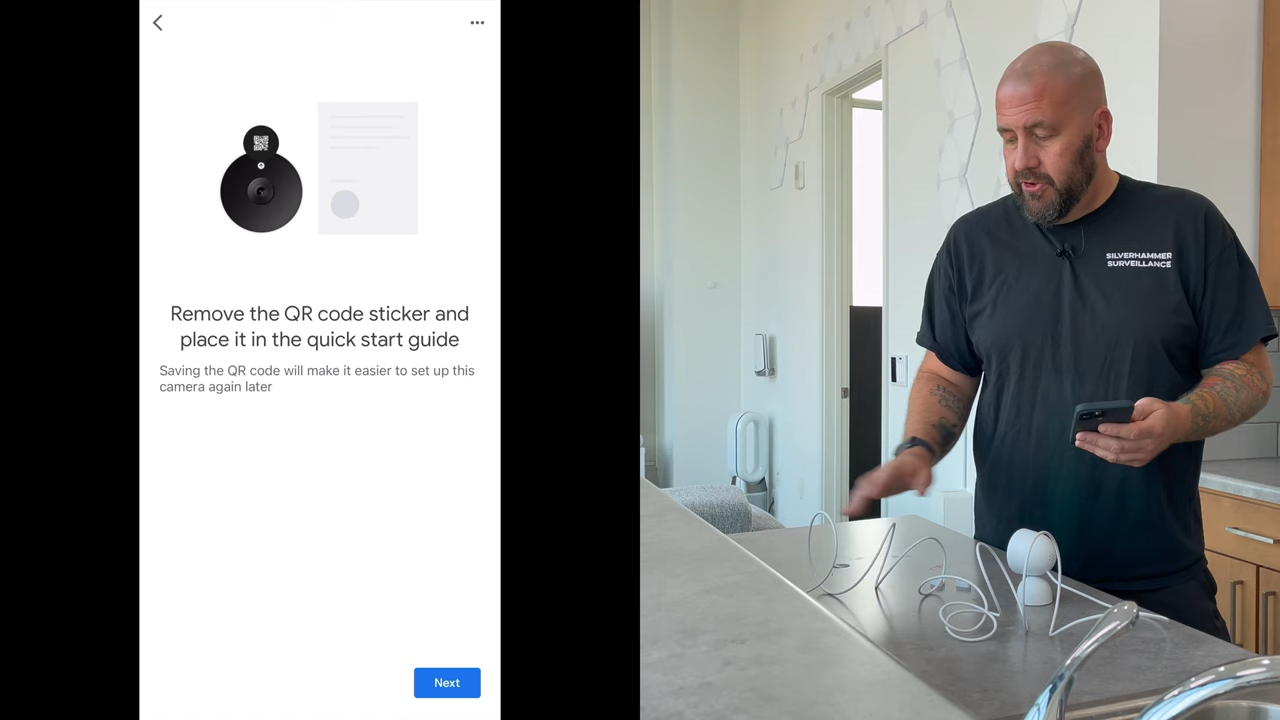 Remove the QR code sticker and
place it in the quick start guide
Saving the QR code will make it easier to set up this
camera again later
Next
SILVERHAMMER
SURVEILLANCE